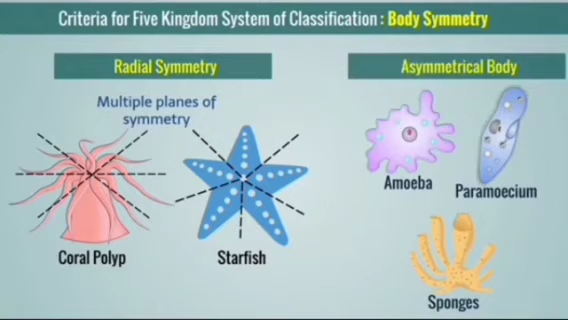 Criteria for Five Kingdom System of Classification : Body Symmetry
Radial Symmetry
Asymmetrical Body
Multiple planes of
symmetry
Amoeba
Paramoecium
Coral Polyp
Starfish
Sponges